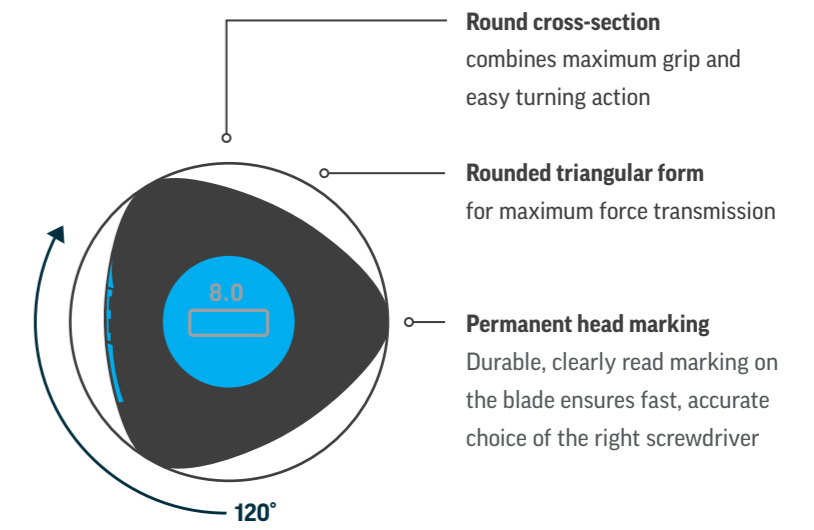 Round cross-section
combines maximum grip and
easy turning action
Rounded triangular form
for maximum force transmission
8.0
Permanent head marking
Durable, clearly read marking on
the blade ensures fast, accurate
choice of the right screwdriver
120°